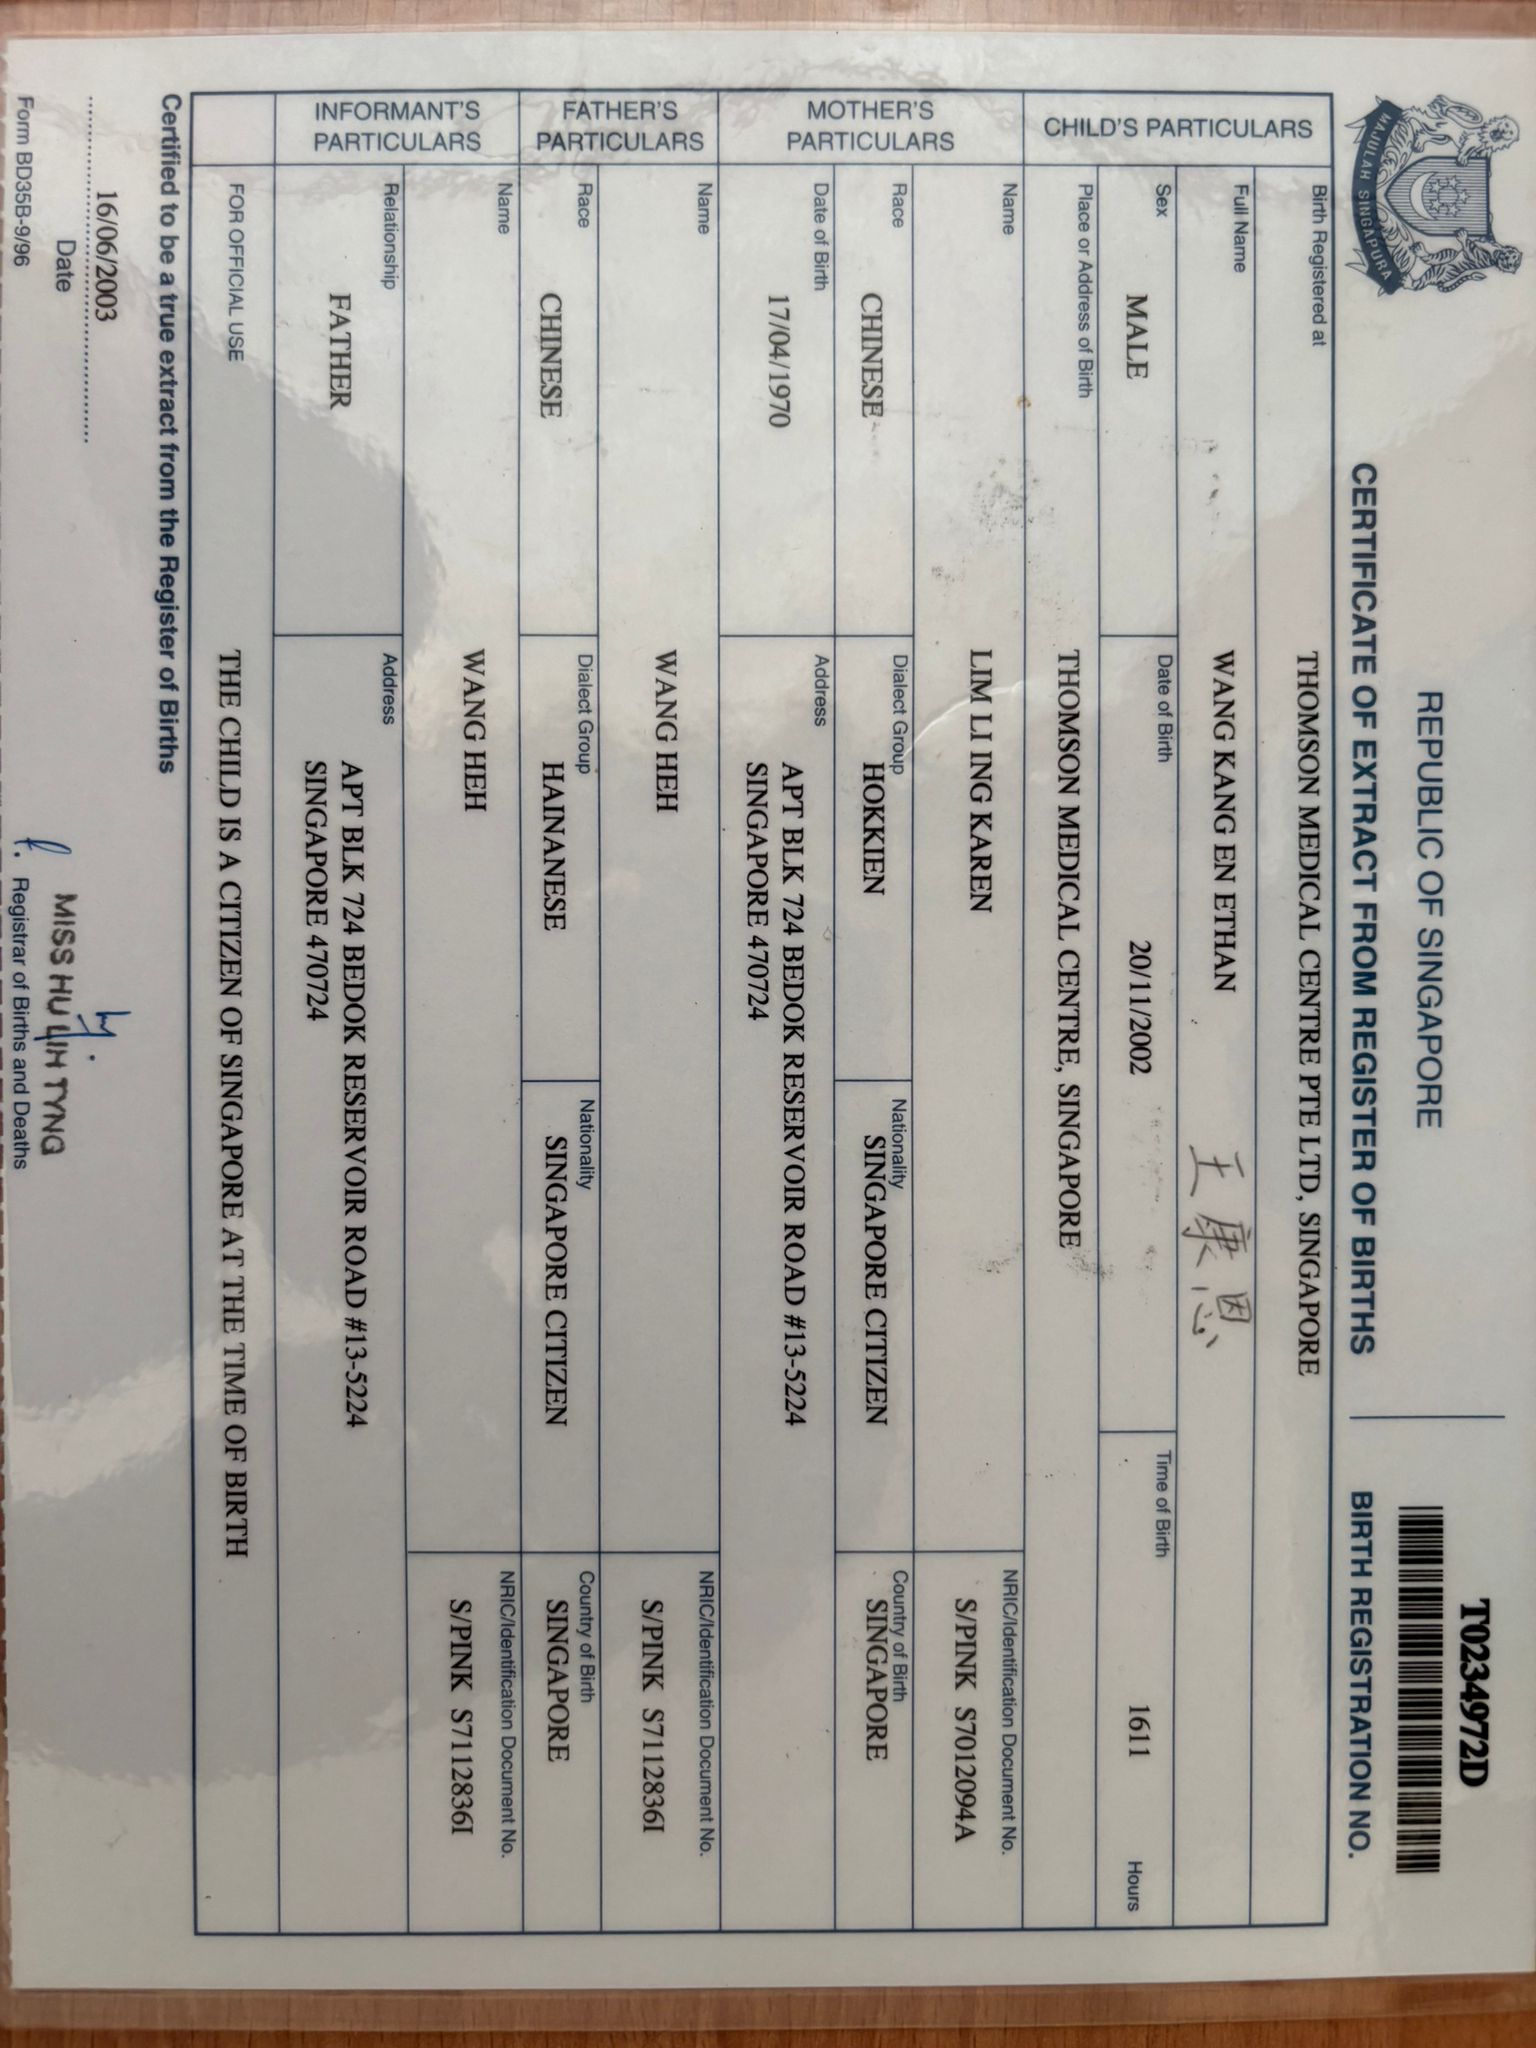 MAJULAH SINGAPURA
REPUBLIC OF SINGAPORE
CERTIFICATE OF EXTRACT FROM REGISTER OF BIRTHS
T0234972D
BIRTH REGISTRATION NO.
CHILD'S PARTICULARS
Birth Registered at
THOMSON MEDICAL CENTRE PTE LTD, SINGAPORE
Full Name
WANG KANG EN ETHAN 王康恩
Sex MALE
Date of Birth 20/11/2002
Time of Birth 1611 Hours
Place or Address of Birth
THOMSON MEDICAL CENTRE, SINGAPORE
MOTHER'S PARTICULARS
Name
LIM LI ING KAREN
NRIC/Identification Document No.
S/PINK S7012094A
Race CHINESE
Dialect Group HOKKIEN
Nationality SINGAPORE CITIZEN
Country of Birth SINGAPORE
Date of Birth 17/04/1970
Address
APT BLK 724 BEDOK RESERVOIR ROAD #13-5224
SINGAPORE 470724
FATHER'S PARTICULARS
Name
WANG HEH
NRIC/Identification Document No.
S/PINK S7112836I
Race CHINESE
Dialect Group HAINANESE
Nationality SINGAPORE CITIZEN
Country of Birth SINGAPORE
INFORMANT'S PARTICULARS
Name
WANG HEH
NRIC/Identification Document No.
S/PINK S7112836I
Relationship FATHER
Address
APT BLK 724 BEDOK RESERVOIR ROAD #13-5224
SINGAPORE 470724
FOR OFFICIAL USE
THE CHILD IS A CITIZEN OF SINGAPORE AT THE TIME OF BIRTH
Certified to be a true extract from the Register of Births
16/06/2003
Date
MISS HU LIH TYNG
Registrar of Births and Deaths
Form BD35B-9/96